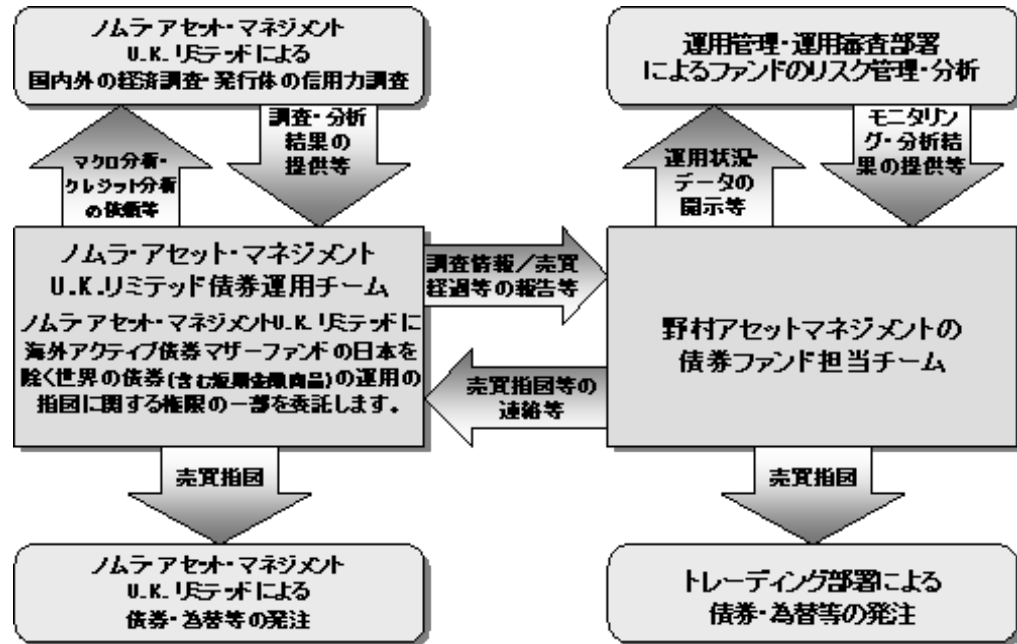 ノムラ・アセット・マネジメント
U.K.リミテッドによる
国内外の経済調査・発行体の信用力調査
運用管理・運用審査部署
によるファンドのリスク管理・分析
マクロ分析・
クレジット分析
の依頼等
調査・分析
結果の
提供等
運用状況・
データの
開示等
モニタリン
グ・分析結
果の提供等
ノムラ・アセット・マネジメント
U.K.リミテッド債券運用チーム
ノムラ・アセット・マネジメントU.K.リミテッドに
海外アクティブ債券マザーファンドの日本を
除く世界の債券(含む短期金融商品)の運用の
指図に関する権限の一部を委託します。
調査情報／売買
経過等の報告等
売買指図等の
連絡等
野村アセットマネジメントの
債券ファンド担当チーム
売買指図
売買指図
ノムラ・アセット・マネジメント
U.K.リミテッドによる
債券・為替等の発注
トレーディング部署による
債券・為替等の発注